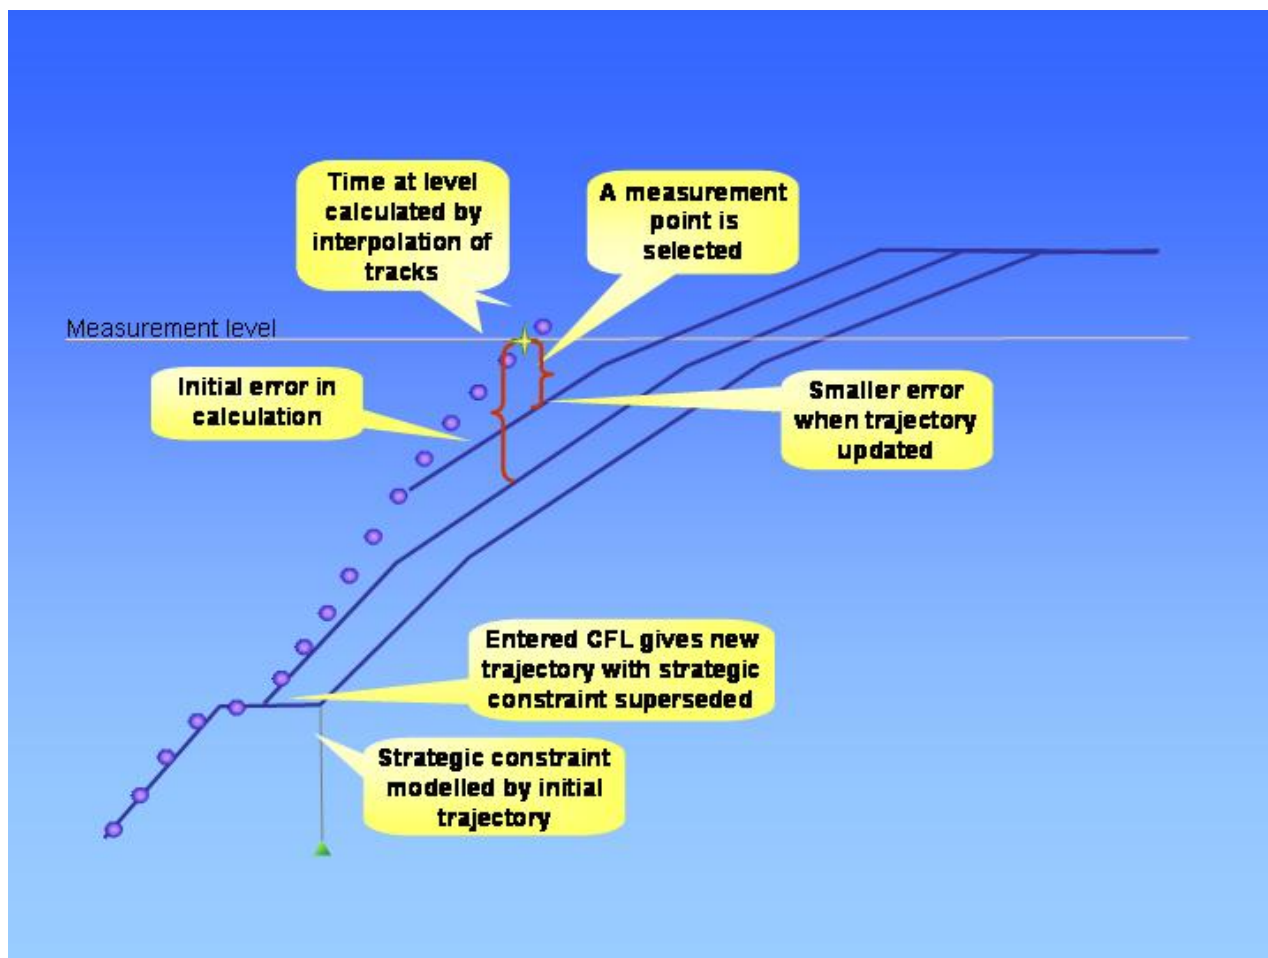 Time at level
calculated by
interpolation of
tracks
A measurement
point is
selected
Measurement level
Initial error in
calculation
Smaller error
when trajectory
updated
Entered CFL gives new
trajectory with strategic
constraint superseded
Strategic constraint
modelled by initial
trajectory